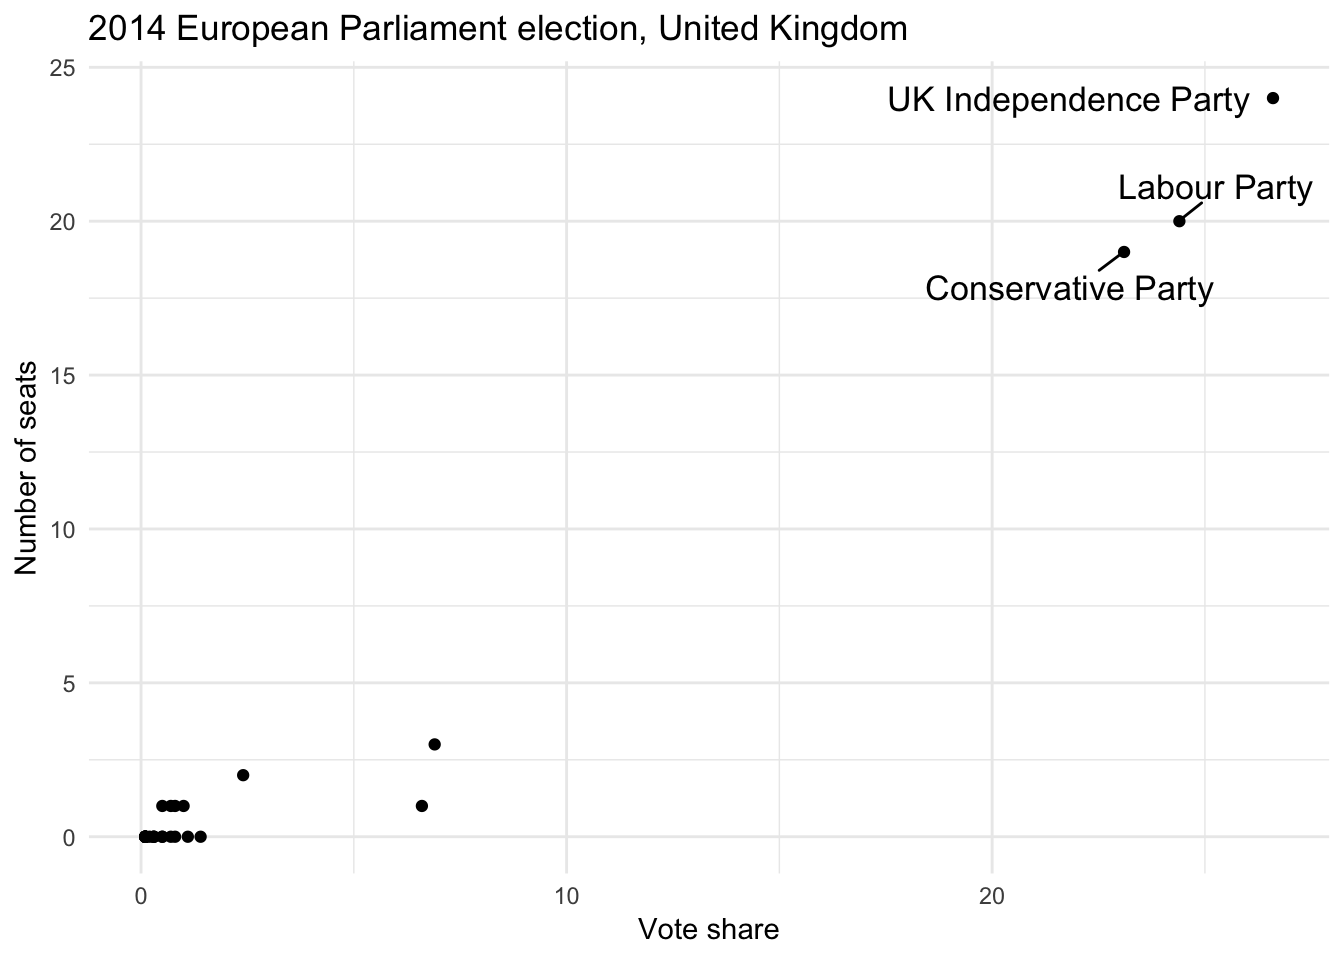 2014 European Parliament election, United Kingdom
25
UK Independence Party
Labour Party
20
Conservative Party
15
Number of seats
10
5
0
0 10 20
Vote share